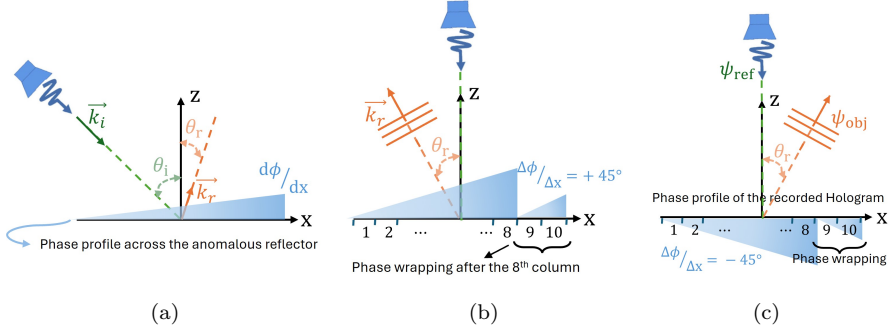 Z
k_i
θ_i
θ_r
k_r
dϕ/dx
X
Phase profile across the anomalous reflector
(a)
Z
k_r
θ_r
Δϕ/Δx = +45°
X
1 2 ... ... 8 9 10
Phase wrapping after the 8th column
(b)
ψref
Z
ψobj
θ_r
Phase profile of the recorded Hologram
X
1 2 ... ... 8 9 10
Δϕ/Δx = −45°
Phase wrapping
(c)